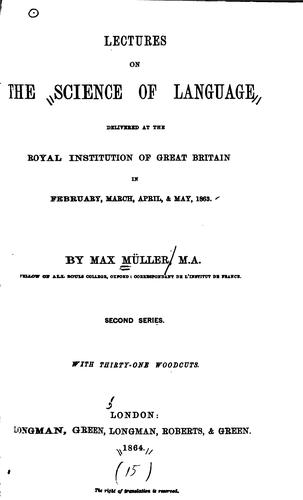 LECTURES
ON
THE SCIENCE OF LANGUAGE
DELIVERED AT THE
ROYAL INSTITUTION OF GREAT BRITAIN
IN
FEBRUARY, MARCH, APRIL, & MAY, 1863.
BY MAX MÜLLER, M.A.
FELLOW OF ALL SOULS COLLEGE, OXFORD: CORRESPONDANT DE L'INSTITUT DE FRANCE.
SECOND SERIES.
WITH THIRTY-ONE WOODCUTS.
LONDON:
LONGMAN, GREEN, LONGMAN, ROBERTS, & GREEN.
1864.
(15)
The right of translation is reserved.